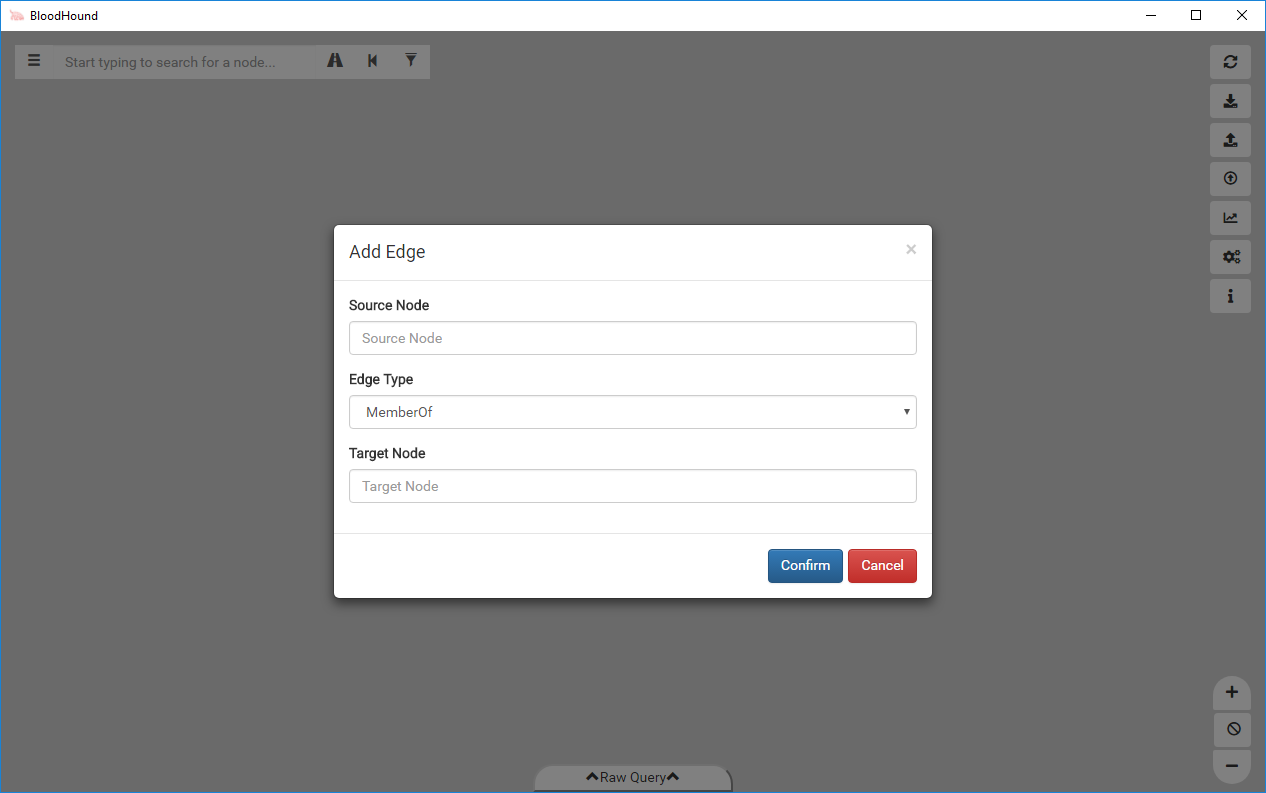 BloodHound
Start typing to search for a node...
Add Edge
×
Source Node
Source Node
Edge Type
MemberOf
Target Node
Target Node
Confirm Cancel
Raw Query